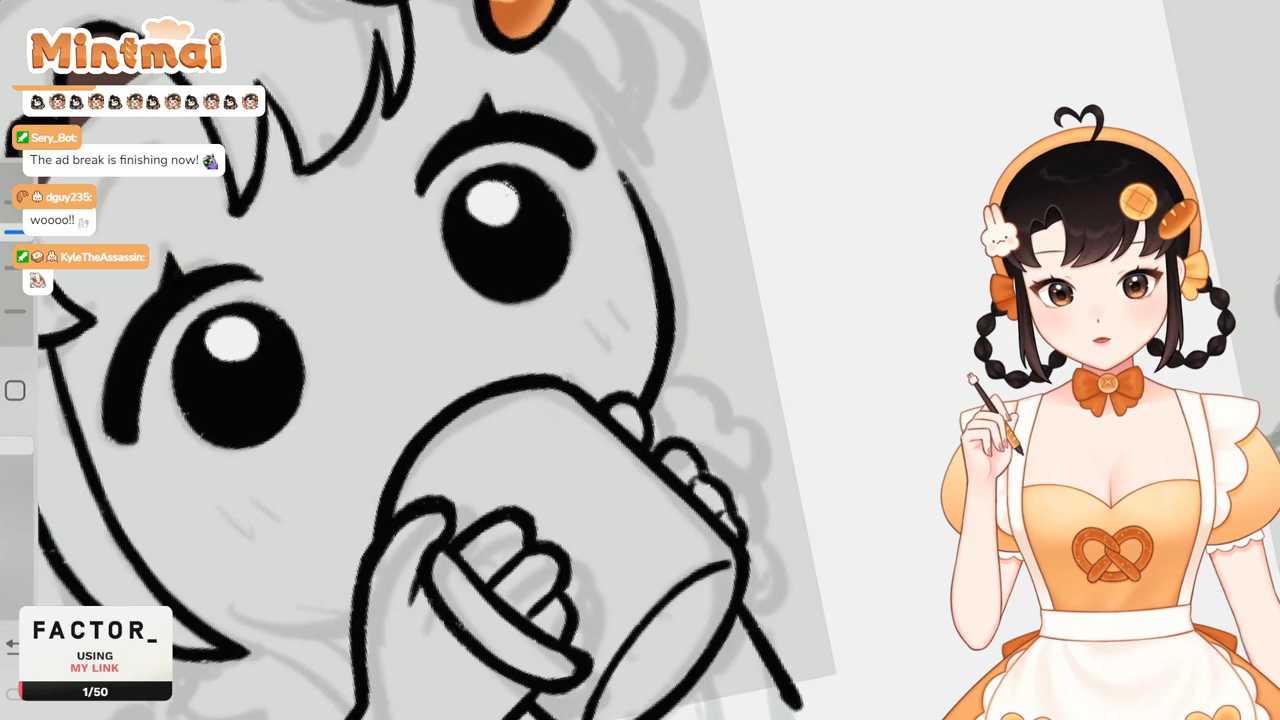 Mintmai
Sery_Bot:
The ad break is finishing now!
dguy235:
woooo!!
KyleTheAssassin:
FACTOR_
USING
MY LINK
1/50